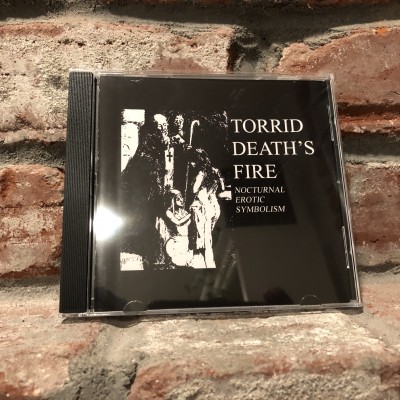 TORRID
DEATH'S
FIRE
NOCTURNAL
EROTIC
SYMBOLISM